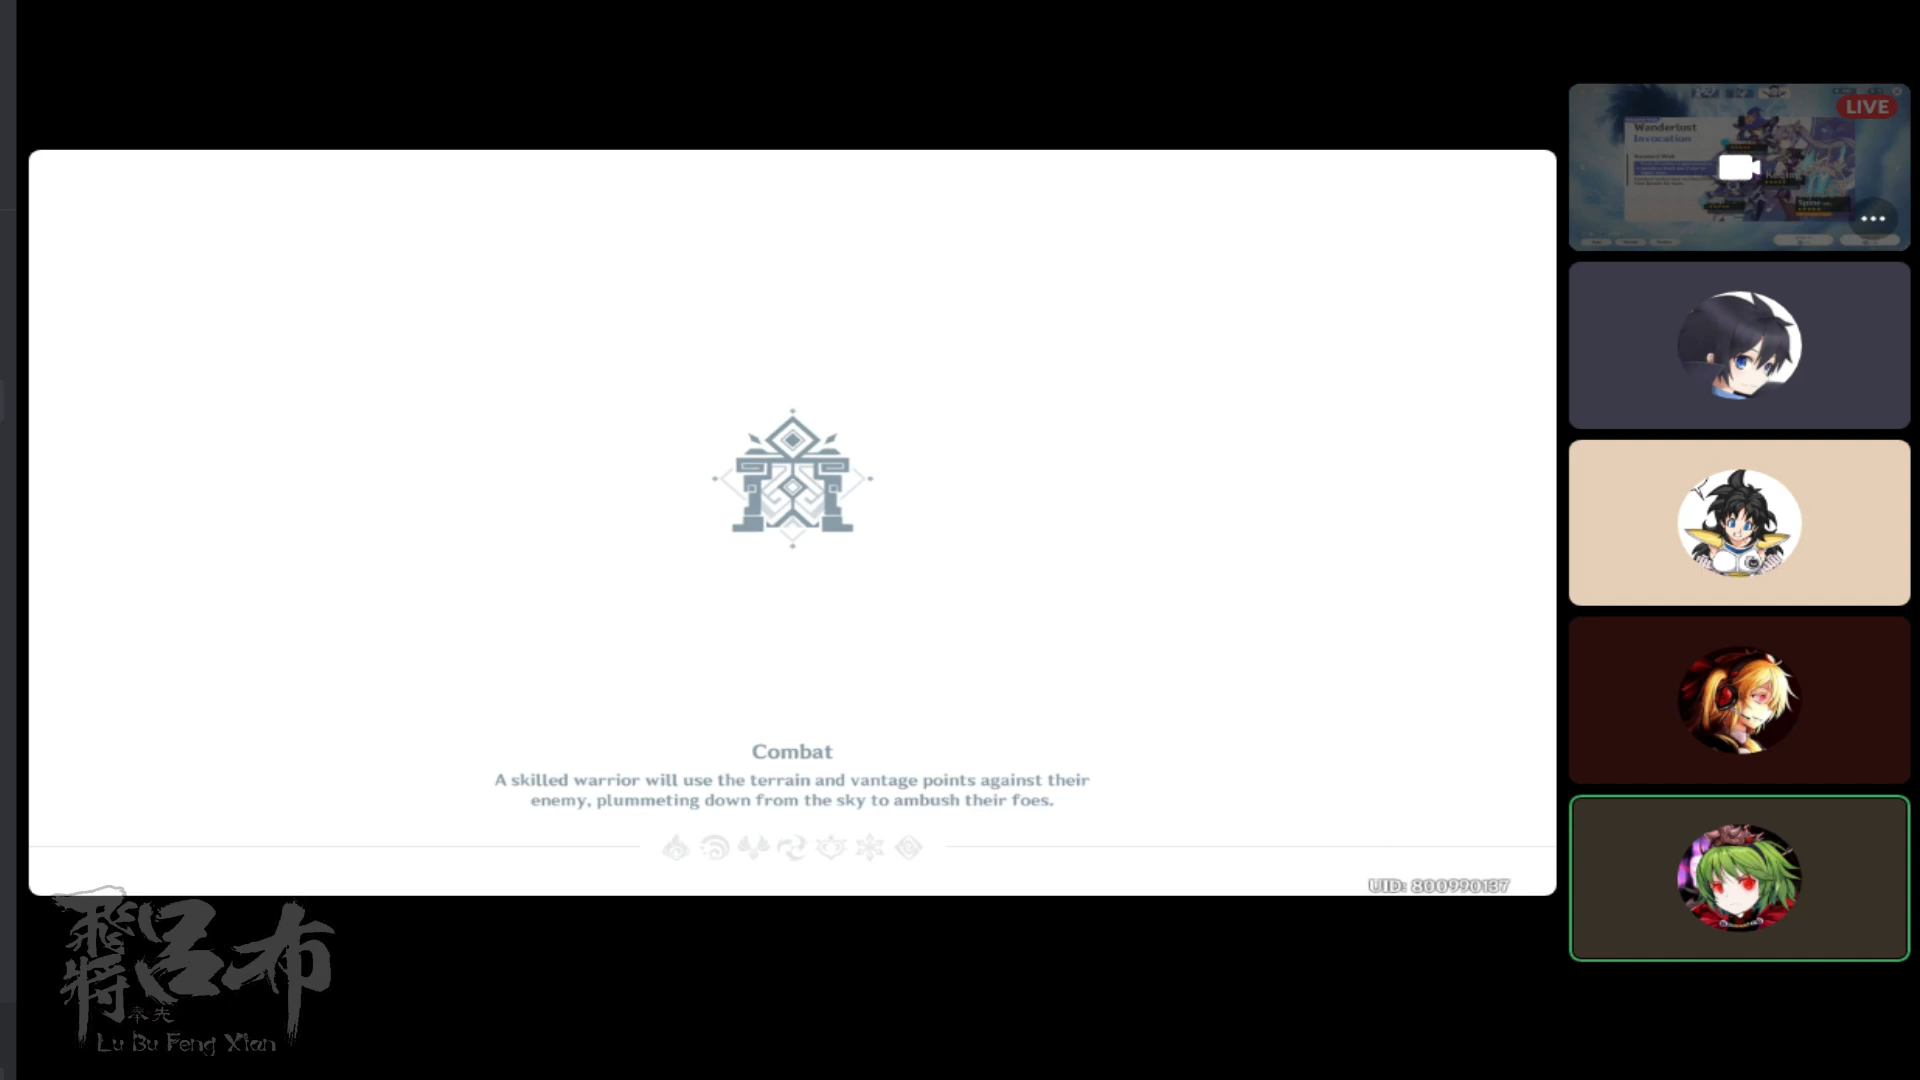 LIVE
Wanderlust
Invocation
Combat
A skilled warrior will use the terrain and vantage points against their
enemy, plummeting down from the sky to ambush their foes.
UID: 800990137
飛將呂布
奉先
Lu Bu Feng Xian